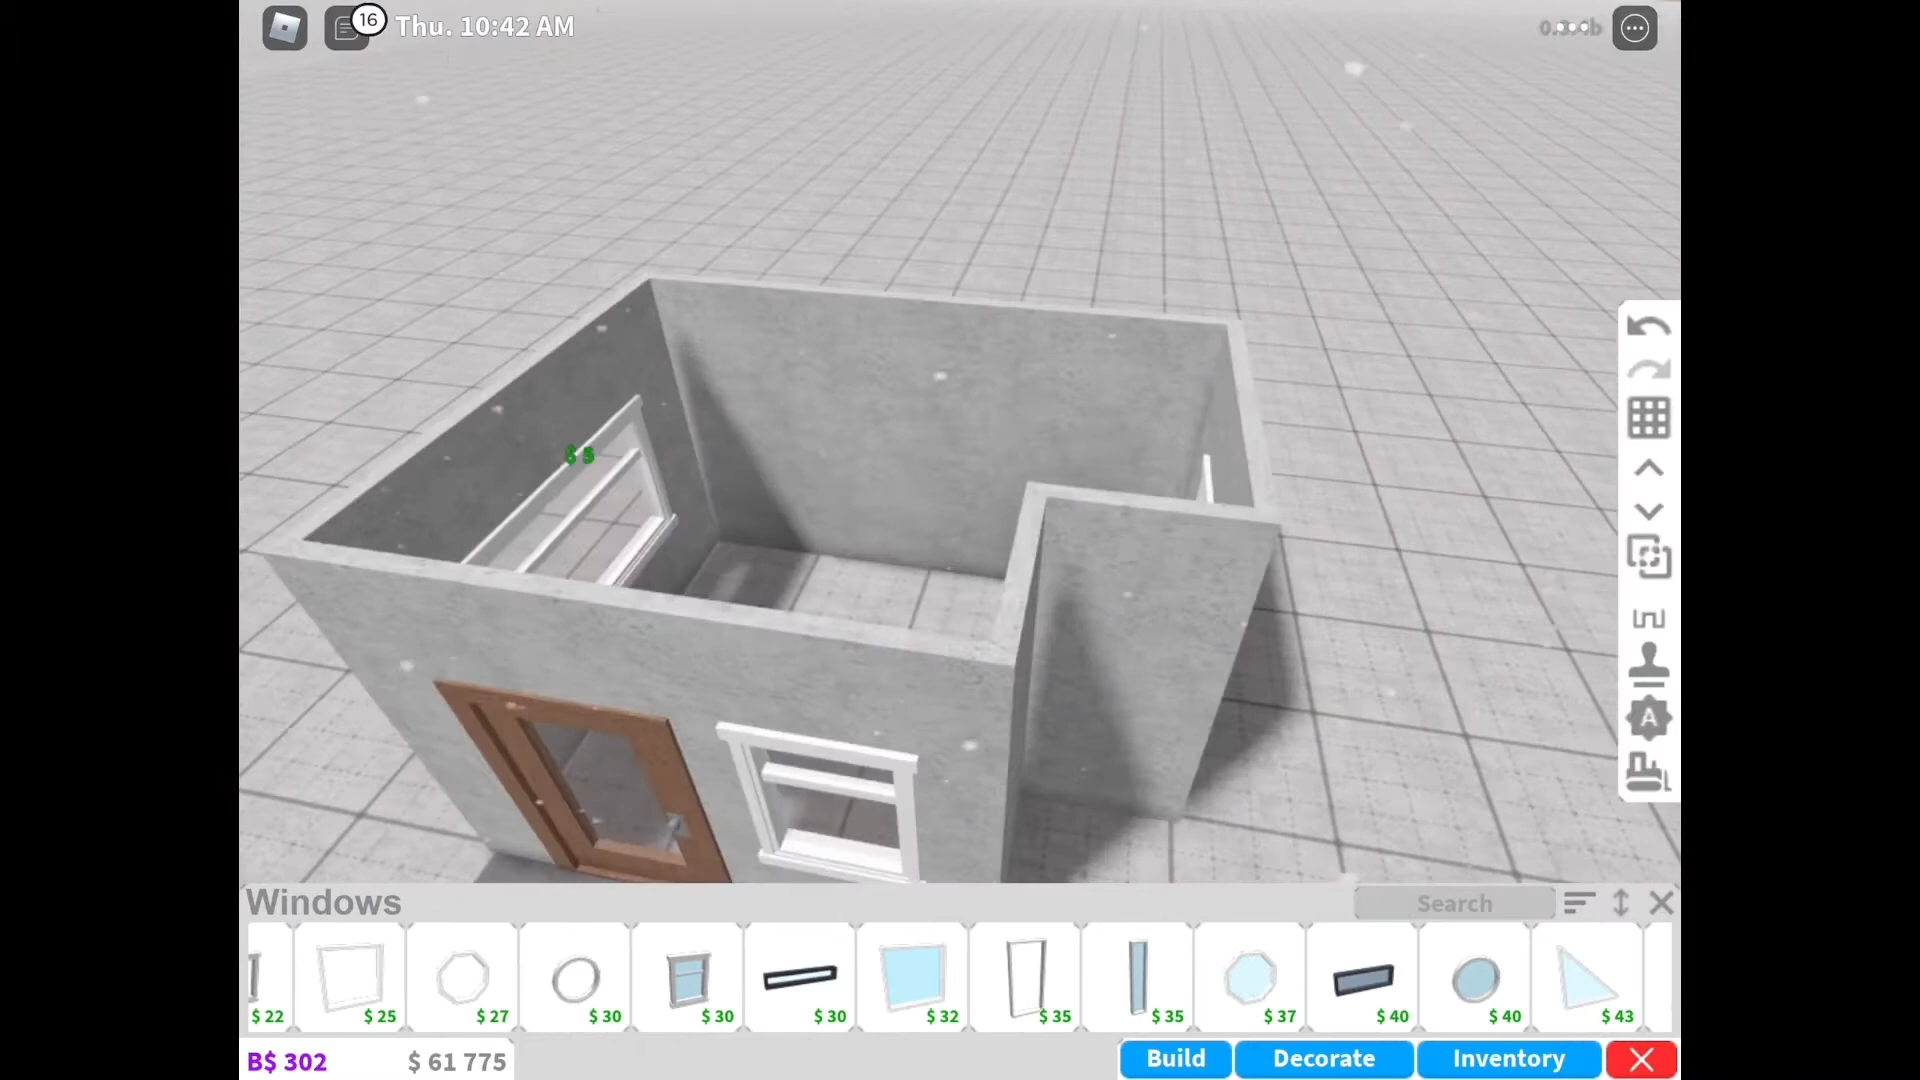 16
Thu. 10:42 AM
$ 5
A
Windows
Search
$ 22
$ 25
$ 27
$ 30
$ 30
$ 30
$ 32
$ 35
$ 35
$ 37
$ 40
$ 40
$ 43
B$ 302
$ 61 775
Build
Decorate
Inventory